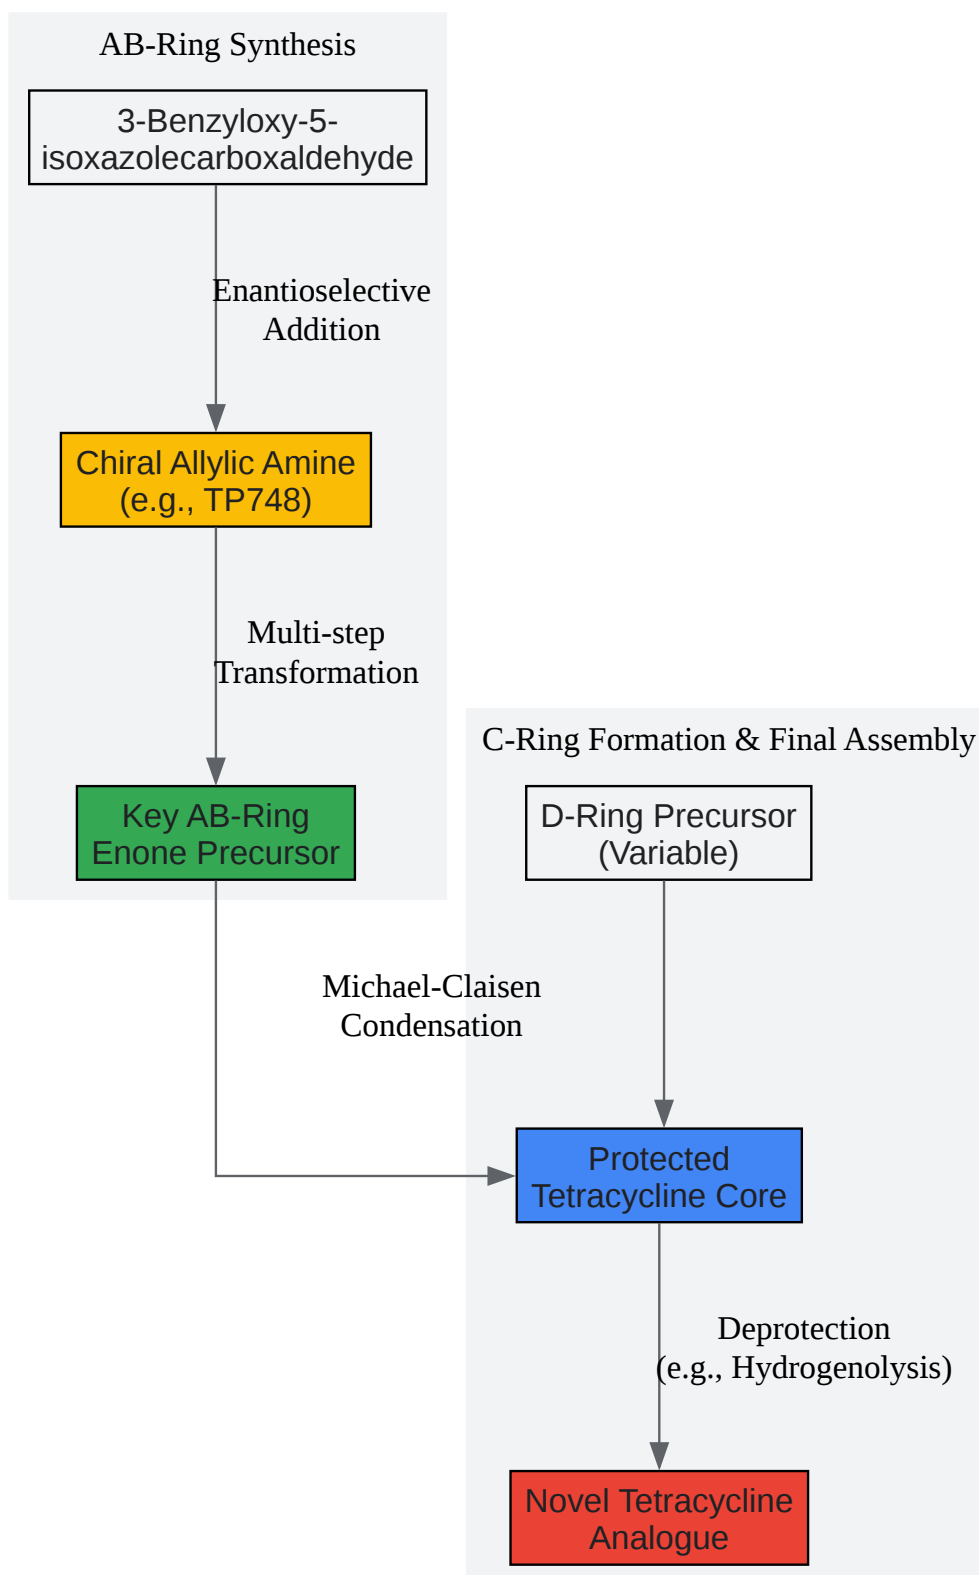 AB-Ring Synthesis
3-Benzyloxy-5-
isoxazolecarboxaldehyde
Enantioselective
Addition
Chiral Allylic Amine
(e.g., TP748)
Multi-step
Transformation
Key AB-Ring
Enone Precursor
C-Ring Formation & Final Assembly
D-Ring Precursor
(Variable)
Michael-Claisen
Condensation
Protected
Tetracycline Core
Deprotection
(e.g., Hydrogenolysis)
Novel Tetracycline
Analogue